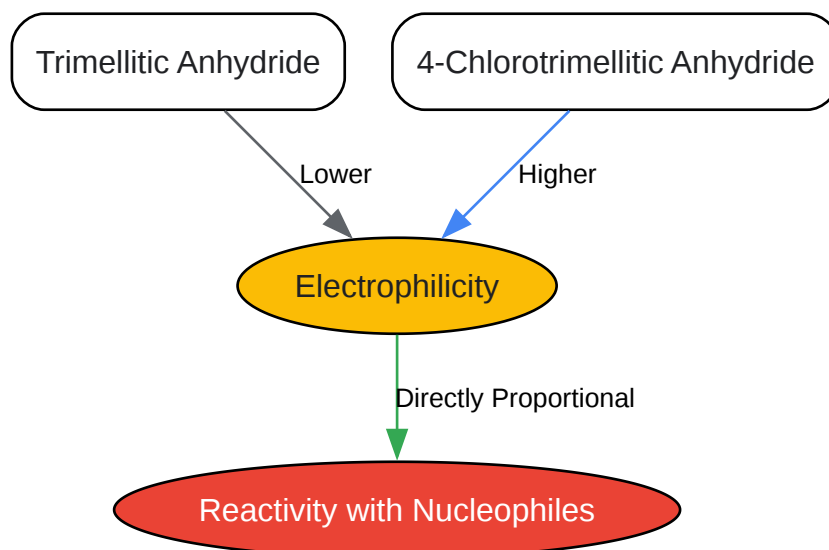 Trimellitic Anhydride
4-Chlorotrimellitic Anhydride
Lower
Higher
Electrophilicity
Directly Proportional
Reactivity with Nucleophiles